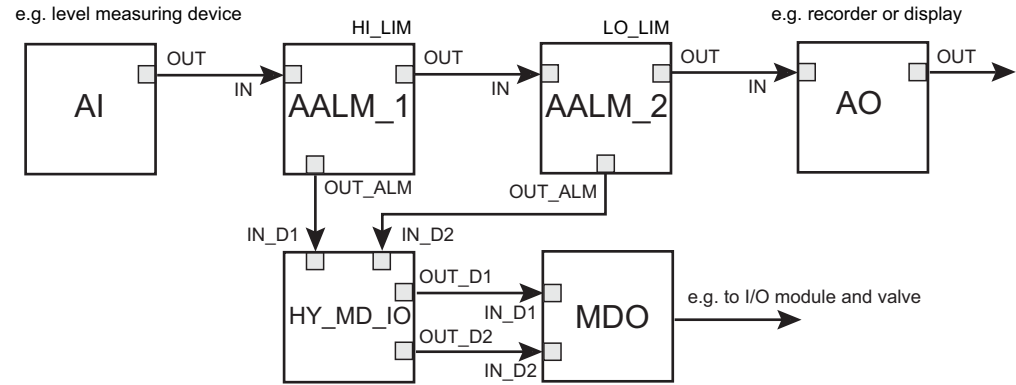 e.g. level measuring device
e.g. recorder or display
HI_LIM
LO_LIM
OUT
OUT
OUT
OUT
IN
IN
IN
AI
AALM_1
AALM_2
AO
OUT_ALM
OUT_ALM
IN_D1
IN_D2
OUT_D1
e.g. to I/O module and valve
IN_D1
HY_MD_IO
MDO
OUT_D2
IN_D2